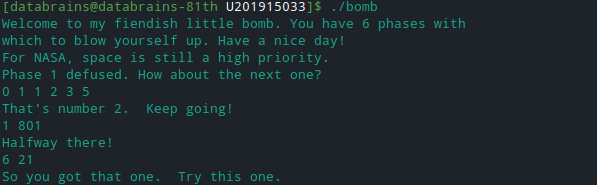 [databrains@databrains-81th U201915033]$ ./bomb
Welcome to my fiendish little bomb. You have 6 phases with
which to blow yourself up. Have a nice day!
For NASA, space is still a high priority.
Phase 1 defused. How about the next one?
0 1 1 2 3 5
That's number 2.  Keep going!
1 801
Halfway there!
6 21
So you got that one.  Try this one.